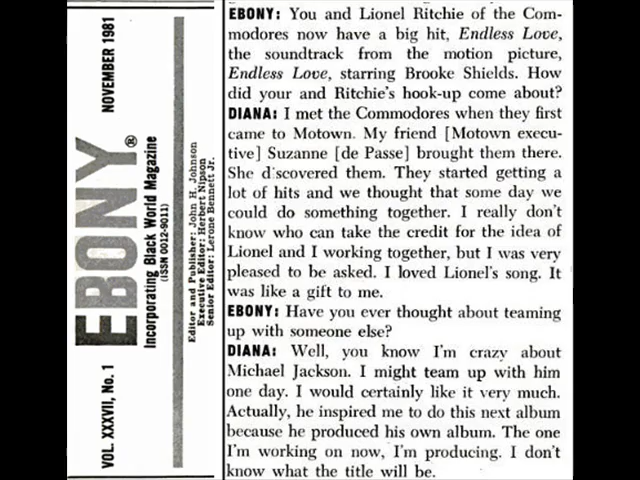 VOL. XXXVII, No. 1
NOVEMBER 1981
EBONY®
Incorporating Black World Magazine
(ISSN 0012-9011)
Editor and Publisher: John H. Johnson
Executive Editor: Herbert Nipson
Senior Editor: Lerone Bennett Jr.
EBONY: You and Lionel Ritchie of the Com-
modores now have a big hit, Endless Love,
the soundtrack from the motion picture,
Endless Love, starring Brooke Shields. How
did your and Ritchie's hook-up come about?
DIANA: I met the Commodores when they first
came to Motown. My friend [Motown execu-
tive] Suzanne [de Passe] brought them there.
She discovered them. They started getting a
lot of hits and we thought that some day we
could do something together. I really don't
know who can take the credit for the idea of
Lionel and I working together, but I was very
pleased to be asked. I loved Lionel's song. It
was like a gift to me.
EBONY: Have you ever thought about teaming
up with someone else?
DIANA: Well, you know I'm crazy about
Michael Jackson. I might team up with him
one day. I would certainly like it very much.
Actually, he inspired me to do this next album
because he produced his own album. The one
I'm working on now, I'm producing. I don't
know what the title will be.